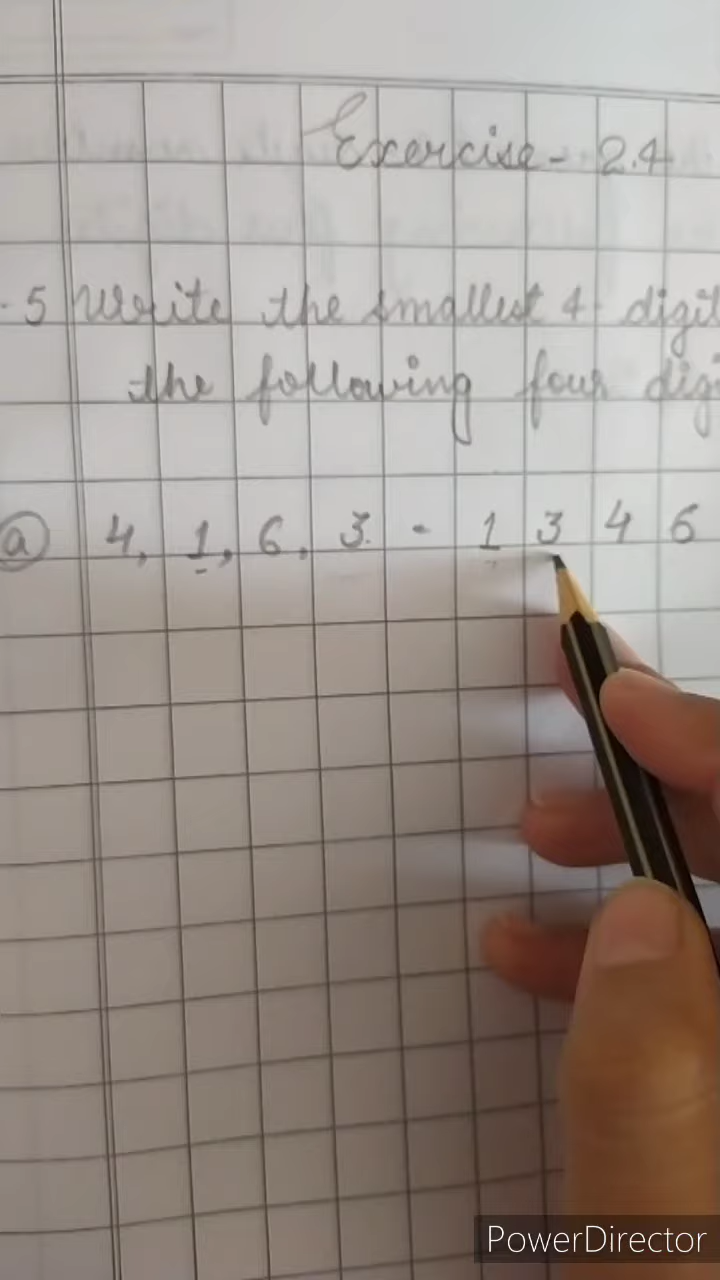 Exercise - 2.4
. 5 Write the smallest 4 digit
the following four dig
a 4, 1, 6, 3. - 1 3 4 6
PowerDirector